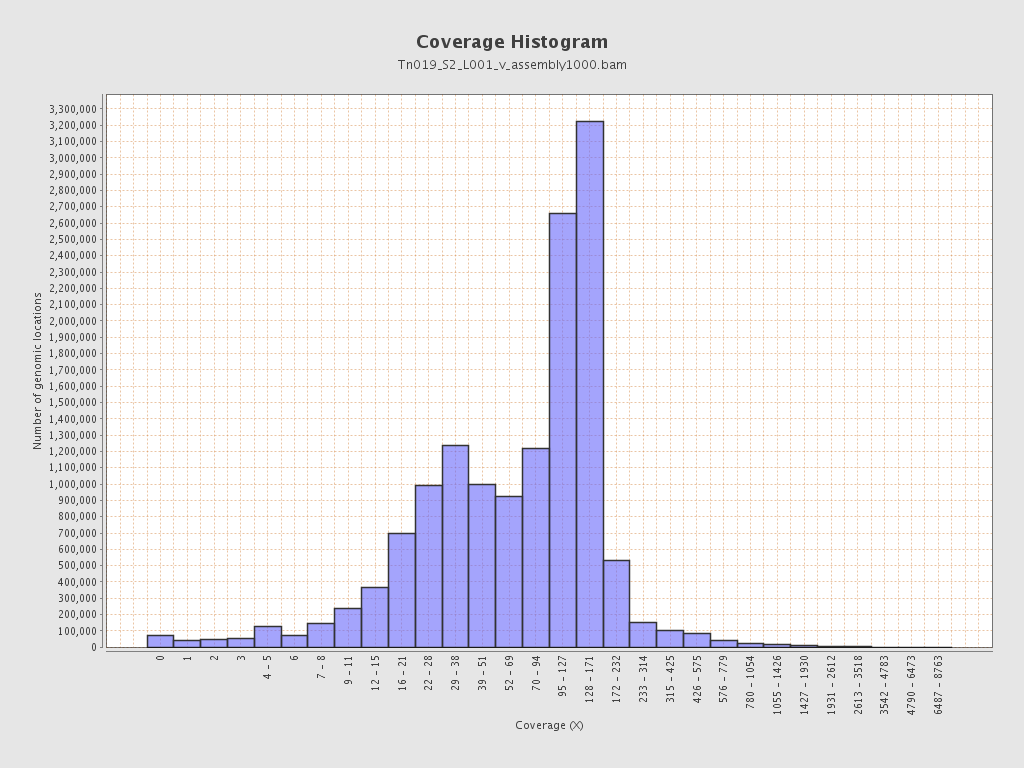 Coverage Histogram
Tn019_S2_L001_v_assembly1000.bam
Number of genomic locations
3,300,000
3,200,000
3,100,000
3,000,000
2,900,000
2,800,000
2,700,000
2,600,000
2,500,000
2,400,000
2,300,000
2,200,000
2,100,000
2,000,000
1,900,000
1,800,000
1,700,000
1,600,000
1,500,000
1,400,000
1,300,000
1,200,000
1,100,000
1,000,000
900,000
800,000
700,000
600,000
500,000
400,000
300,000
200,000
100,000
0
0
1
2
3
4 - 5
6
7 - 8
9 - 11
12 - 15
16 - 21
22 - 28
29 - 38
39 - 51
52 - 69
70 - 94
95 - 127
128 - 171
172 - 232
233 - 314
315 - 425
426 - 575
576 - 779
780 - 1054
1055 - 1426
1427 - 1930
1931 - 2612
2613 - 3518
3542 - 4783
4790 - 6473
6487 - 8763
Coverage (X)